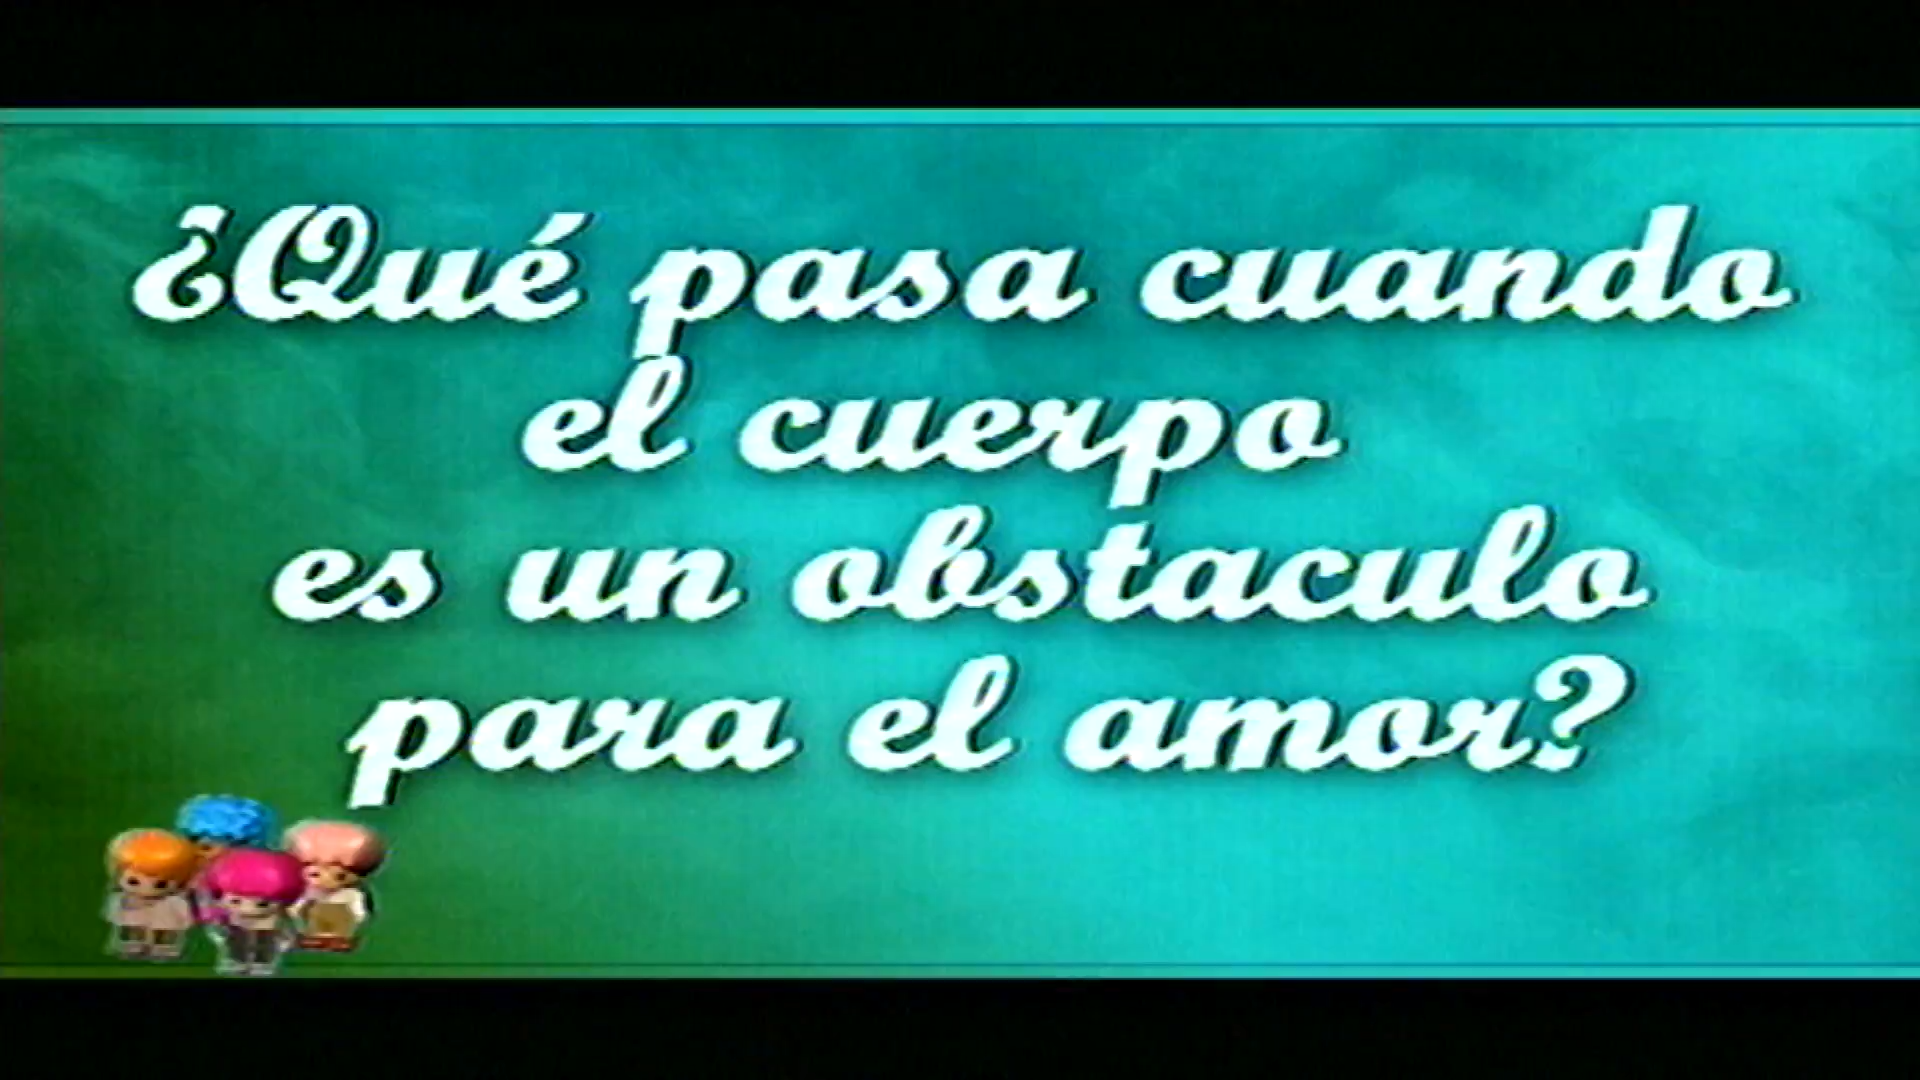 ¿Qué pasa cuando
el cuerpo
es un obstaculo
para el amor?